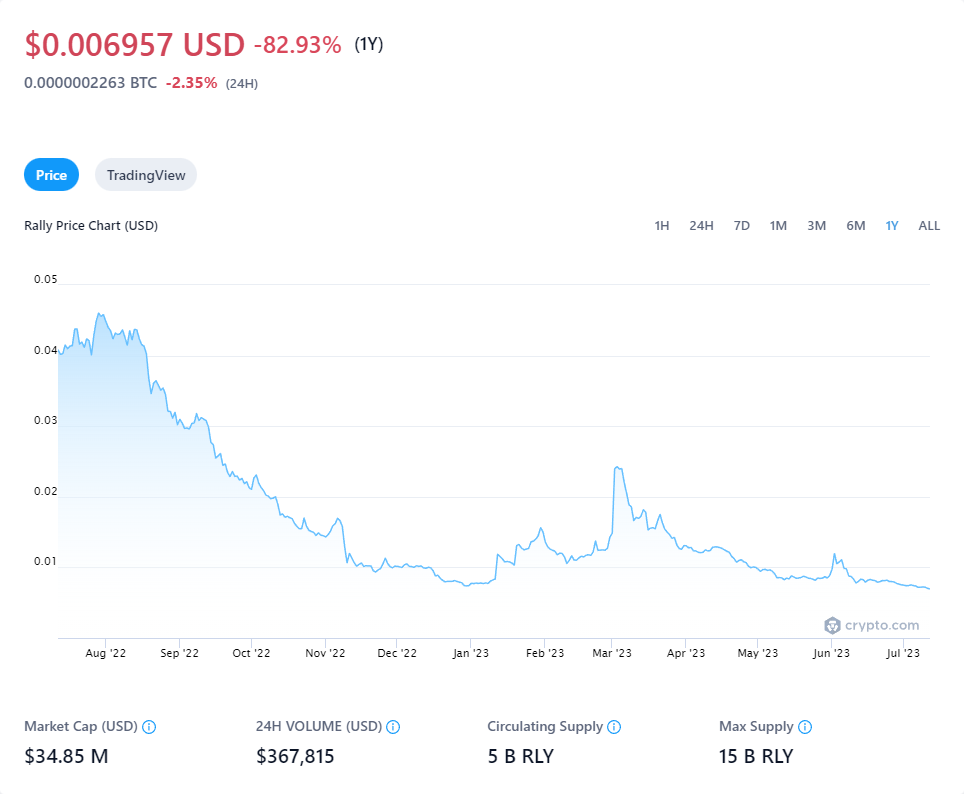 $0.006957 USD -82.93% (1Y)
0.0000002263 BTC -2.35% (24H)
Price TradingView
Rally Price Chart (USD) 1H 24H 7D 1M 3M 6M 1Y ALL
0.05
0.04
0.03
0.02
0.01
crypto.com
Aug '22 Sep '22 Oct '22 Nov '22 Dec '22 Jan '23 Feb '23 Mar '23 Apr '23 May '23 Jun '23 Jul '23
Market Cap (USD) 24H VOLUME (USD) Circulating Supply Max Supply
$34.85 M $367,815 5 B RLY 15 B RLY